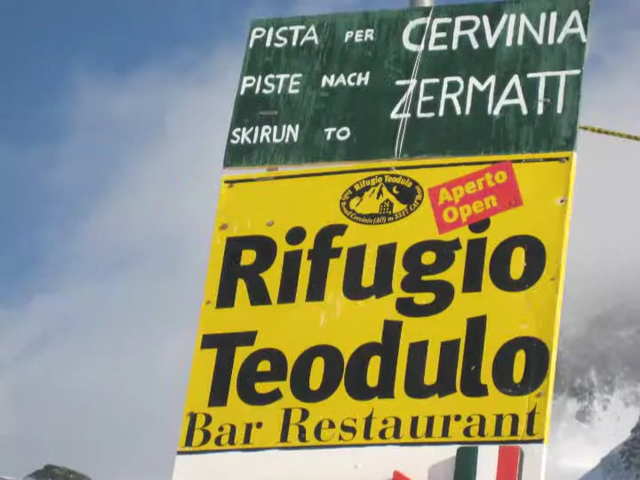 PISTA PER CERVINIA
PISTE NACH ZERMATT
SKIRUN TO
Rifugio Teodulo
Aperto
Open
Rifugio
Teodulo
Bar Restaurant